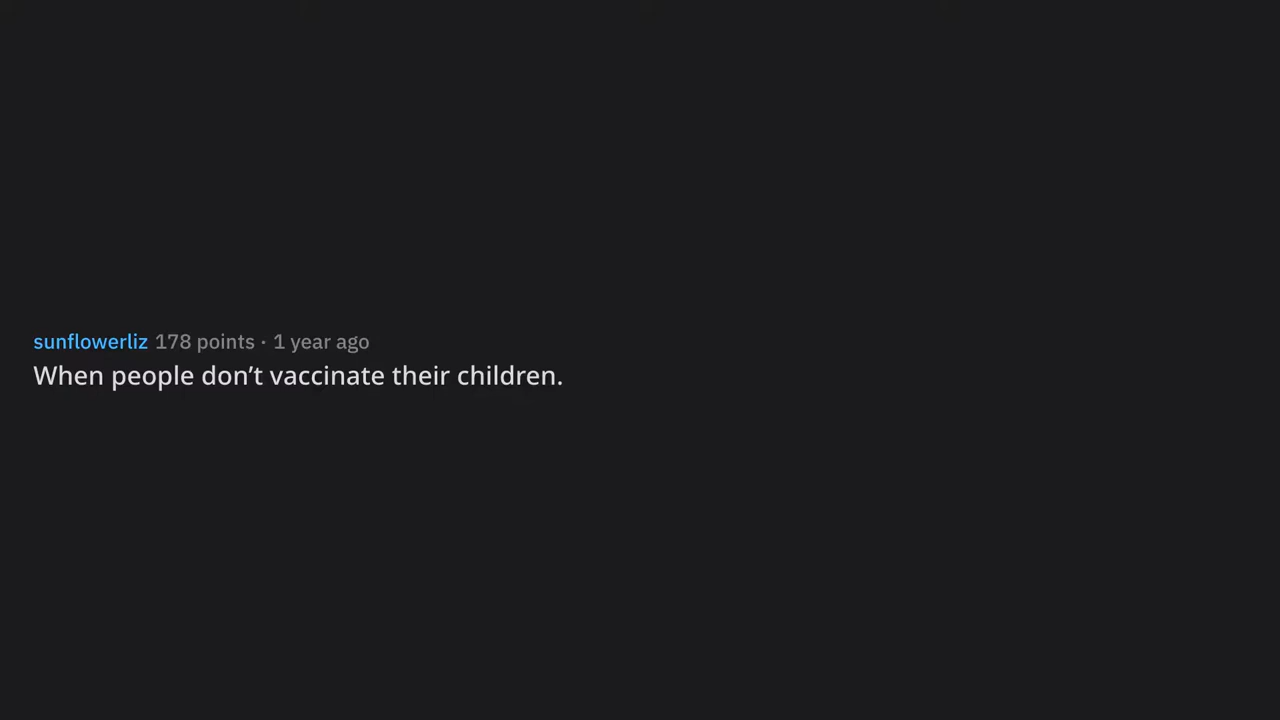 sunflowerliz 178 points · 1 year ago
When people don’t vaccinate their children.